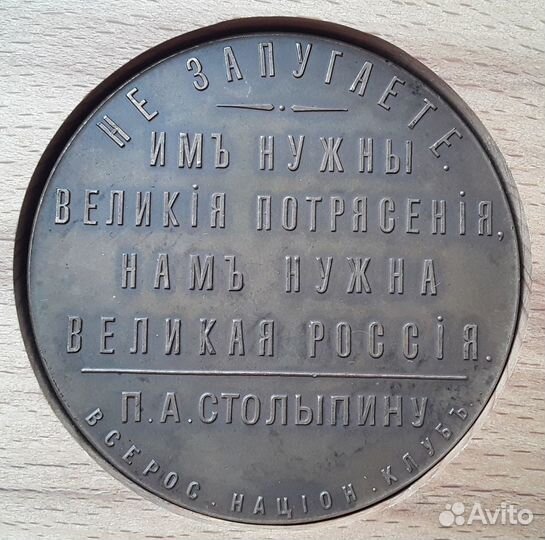 НЕ ЗАПУГАЕТЕ.
ИМЪ НУЖНЫ
ВЕЛИКІЯ ПОТРЯСЕНІЯ,
НАМЪ НУЖНА
ВЕЛИКАЯ РОССІЯ.
П.А.СТОЛЫПИНУ
ВСЕРОС. НАЦІОН. КЛУБЪ.
Avito